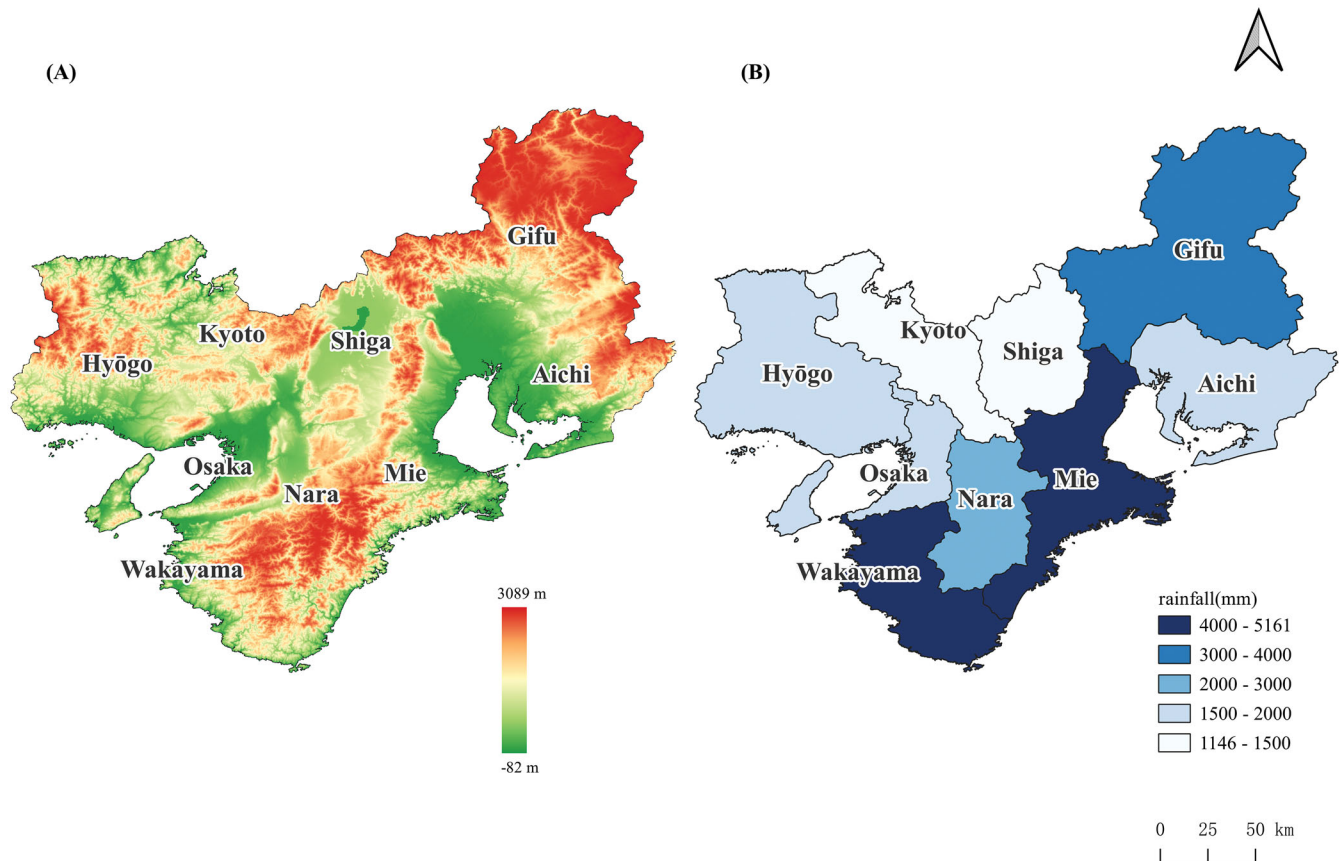 (A)
Gifu
Kyoto
Shiga
Hyōgo
Aichi
Osaka
Mie
Nara
Wakayama
3089 m
-82 m
(B)
Gifu
Kyoto
Shiga
Hyōgo
Aichi
Osaka
Nara
Mie
Wakayama
rainfall(mm)
4000 - 5161
3000 - 4000
2000 - 3000
1500 - 2000
1146 - 1500
0 25 50 km